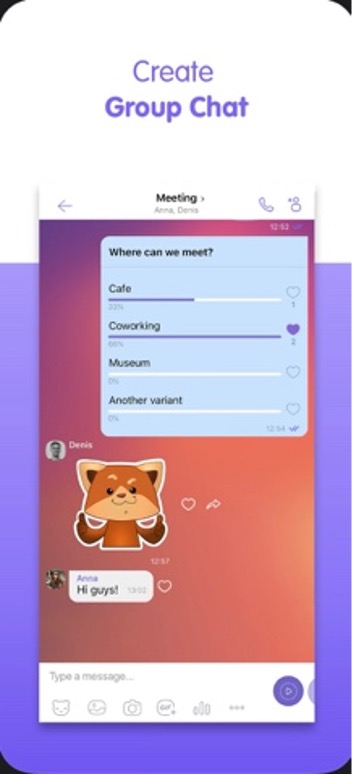 Create
Group Chat
Meeting ›
Anna, Denis
12:52
Where can we meet?
Cafe
33%
1
Coworking
66%
2
Museum
0%
Another variant
0%
12:54
Denis
12:57
Anna
Hi guys! 13:02
Type a message...
GIF+